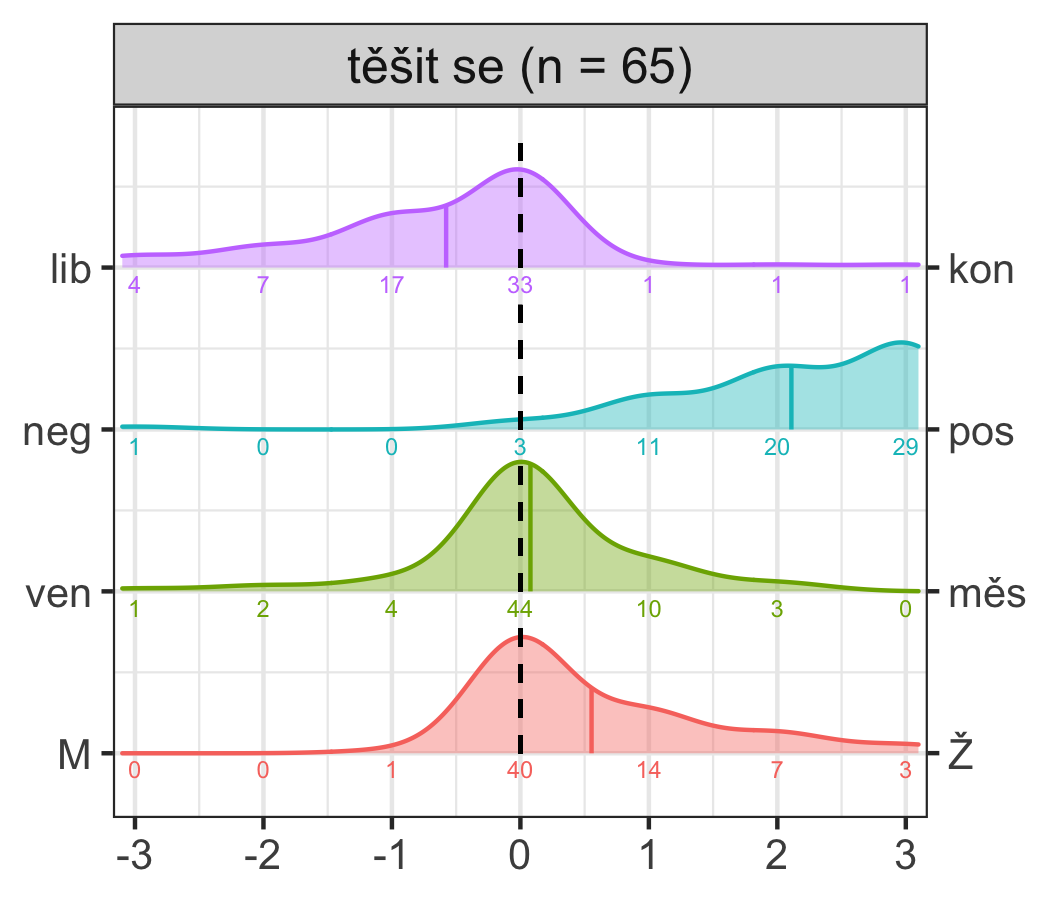 těšit se (n = 65)
lib kon
4 7 17 33 1 1 1
neg pos
1 0 0 3 11 20 29
ven měs
1 2 4 44 10 3 0
M Ž
0 0 1 40 14 7 3
-3 -2 -1 0 1 2 3